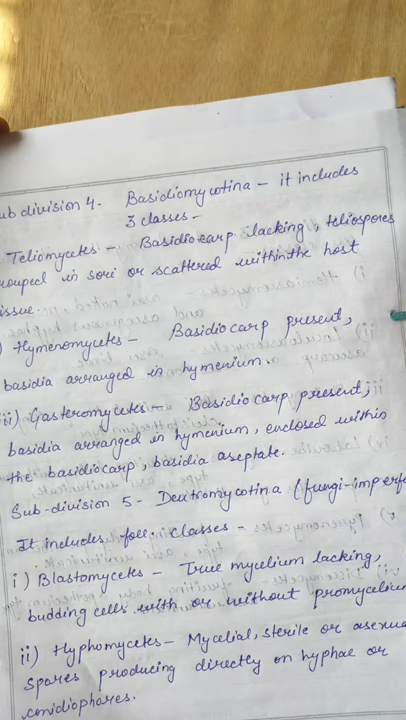 ub division 4. Basidiomycotina - it includes
3 classes -
Teliomycetes - Basidiocarp lacking, teliospores
rouped in sori or scattered within the host
issue.
) Hymenomycetes - Basidiocarp present,
basidia arranged in hymenium.
iii) Gasteromycetes - Basidiocarp present;
basidia arranged in hymenium, enclosed within
the basidiocarp, basidia aseptate.
Sub-division 5 - Deutromycotina (fungi-imperfe
It includes foll. classes -
i) Blastomycetes - True mycelium lacking,
budding cells with or without promyceliu
ii) Hyphomycetes - Mycelial, sterile or asexua
spores producing directly on hyphae or
conidiophores.